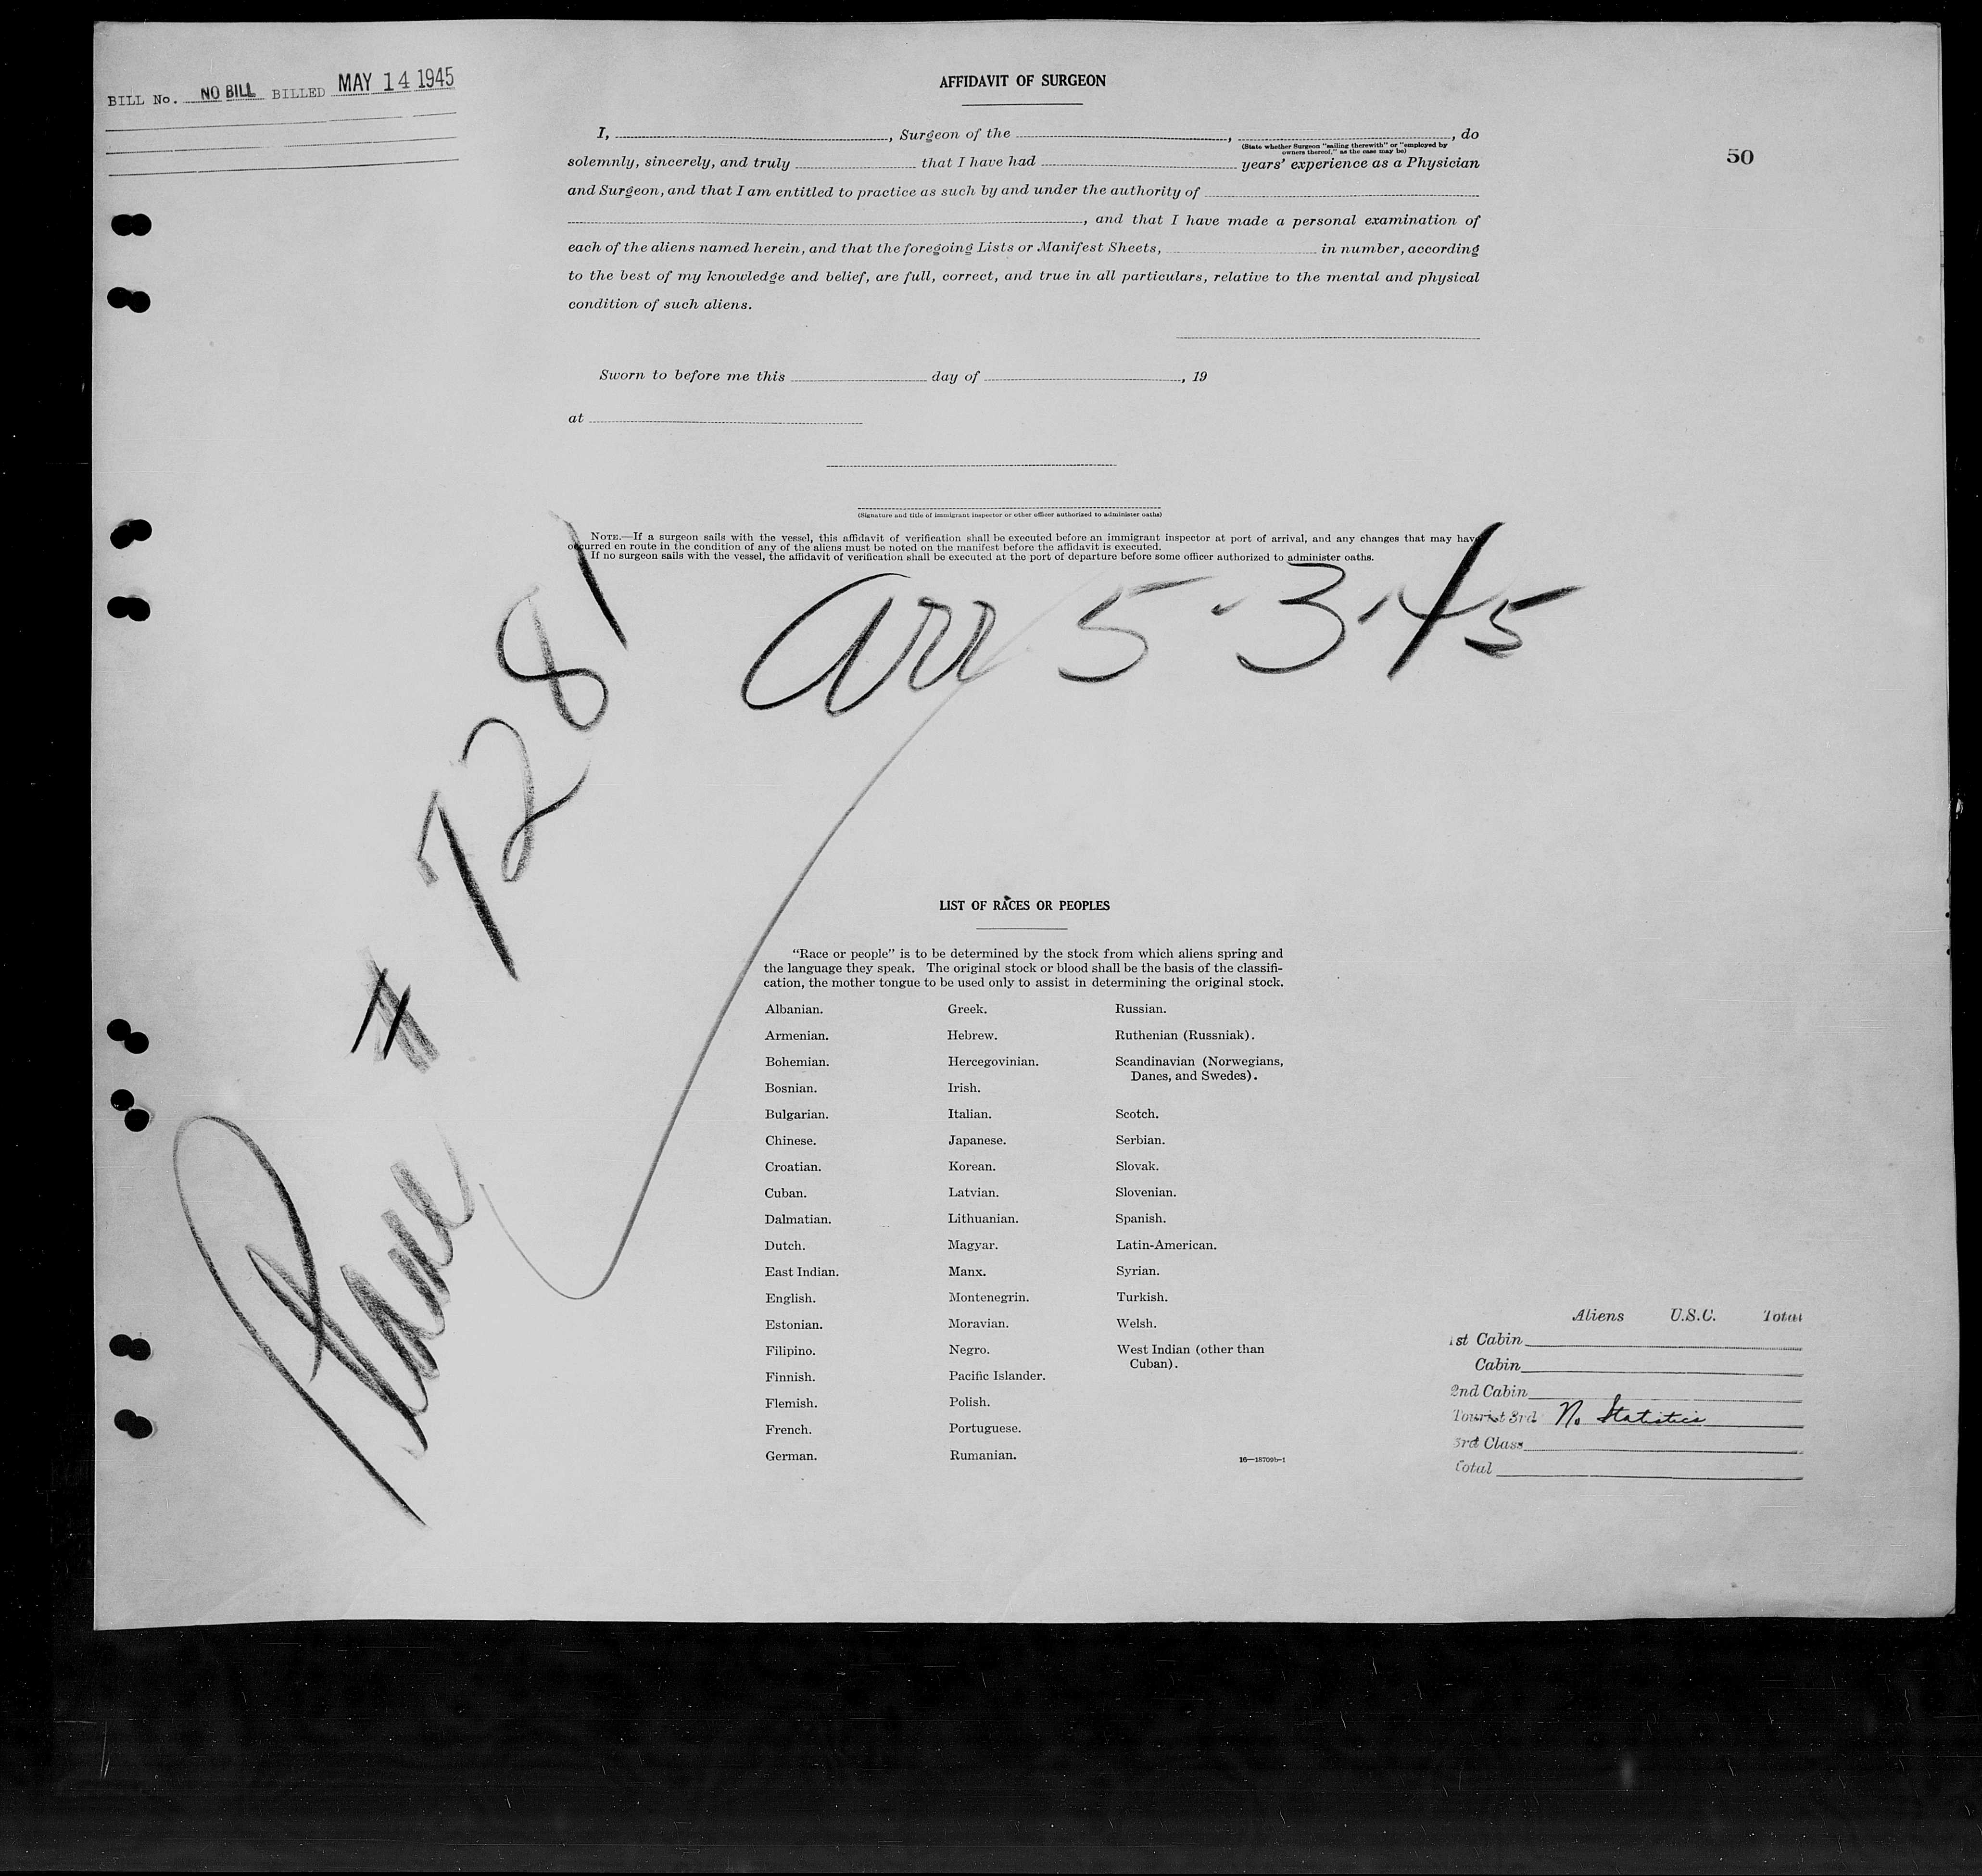 BILL No. NO BILL BILLED MAY 14 1945
AFFIDAVIT OF SURGEON
50
I, , Surgeon of the , , do
(State whether Surgeon "sailing therewith" or "employed by
owners thereof," as the case may be)
solemnly, sincerely, and truly that I have had years' experience as a Physician
and Surgeon, and that I am entitled to practice as such by and under the authority of
, and that I have made a personal examination of
each of the aliens named herein, and that the foregoing Lists or Manifest Sheets, in number, according
to the best of my knowledge and belief, are full, correct, and true in all particulars, relative to the mental and physical
condition of such aliens.
Sworn to before me this day of , 19
at
(Signature and title of immigrant inspector or other officer authorized to administer oaths)
NOTE.—If a surgeon sails with the vessel, this affidavit of verification shall be executed before an immigrant inspector at port of arrival, and any changes that may have
occurred en route in the condition of any of the aliens must be noted on the manifest before the affidavit is executed.
If no surgeon sails with the vessel, the affidavit of verification shall be executed at the port of departure before some officer authorized to administer oaths.
arr 5-3-45
Plane # 7281
LIST OF RACES OR PEOPLES
"Race or people" is to be determined by the stock from which aliens spring and
the language they speak. The original stock or blood shall be the basis of the classifi-
cation, the mother tongue to be used only to assist in determining the original stock.
Albanian.
Armenian.
Bohemian.
Bosnian.
Bulgarian.
Chinese.
Croatian.
Cuban.
Dalmatian.
Dutch.
East Indian.
English.
Estonian.
Filipino.
Finnish.
Flemish.
French.
German.
Greek.
Hebrew.
Hercegovinian.
Irish.
Italian.
Japanese.
Korean.
Latvian.
Lithuanian.
Magyar.
Manx.
Montenegrin.
Moravian.
Negro.
Pacific Islander.
Polish.
Portuguese.
Rumanian.
Russian.
Ruthenian (Russniak).
Scandinavian (Norwegians,
Danes, and Swedes).
Scotch.
Serbian.
Slovak.
Slovenian.
Spanish.
Latin-American.
Syrian.
Turkish.
Welsh.
West Indian (other than
Cuban).
16—18709b-1
Aliens U.S.C. Total
1st Cabin
Cabin
2nd Cabin
Tourist 3rd No Statistics
3rd Class
Total